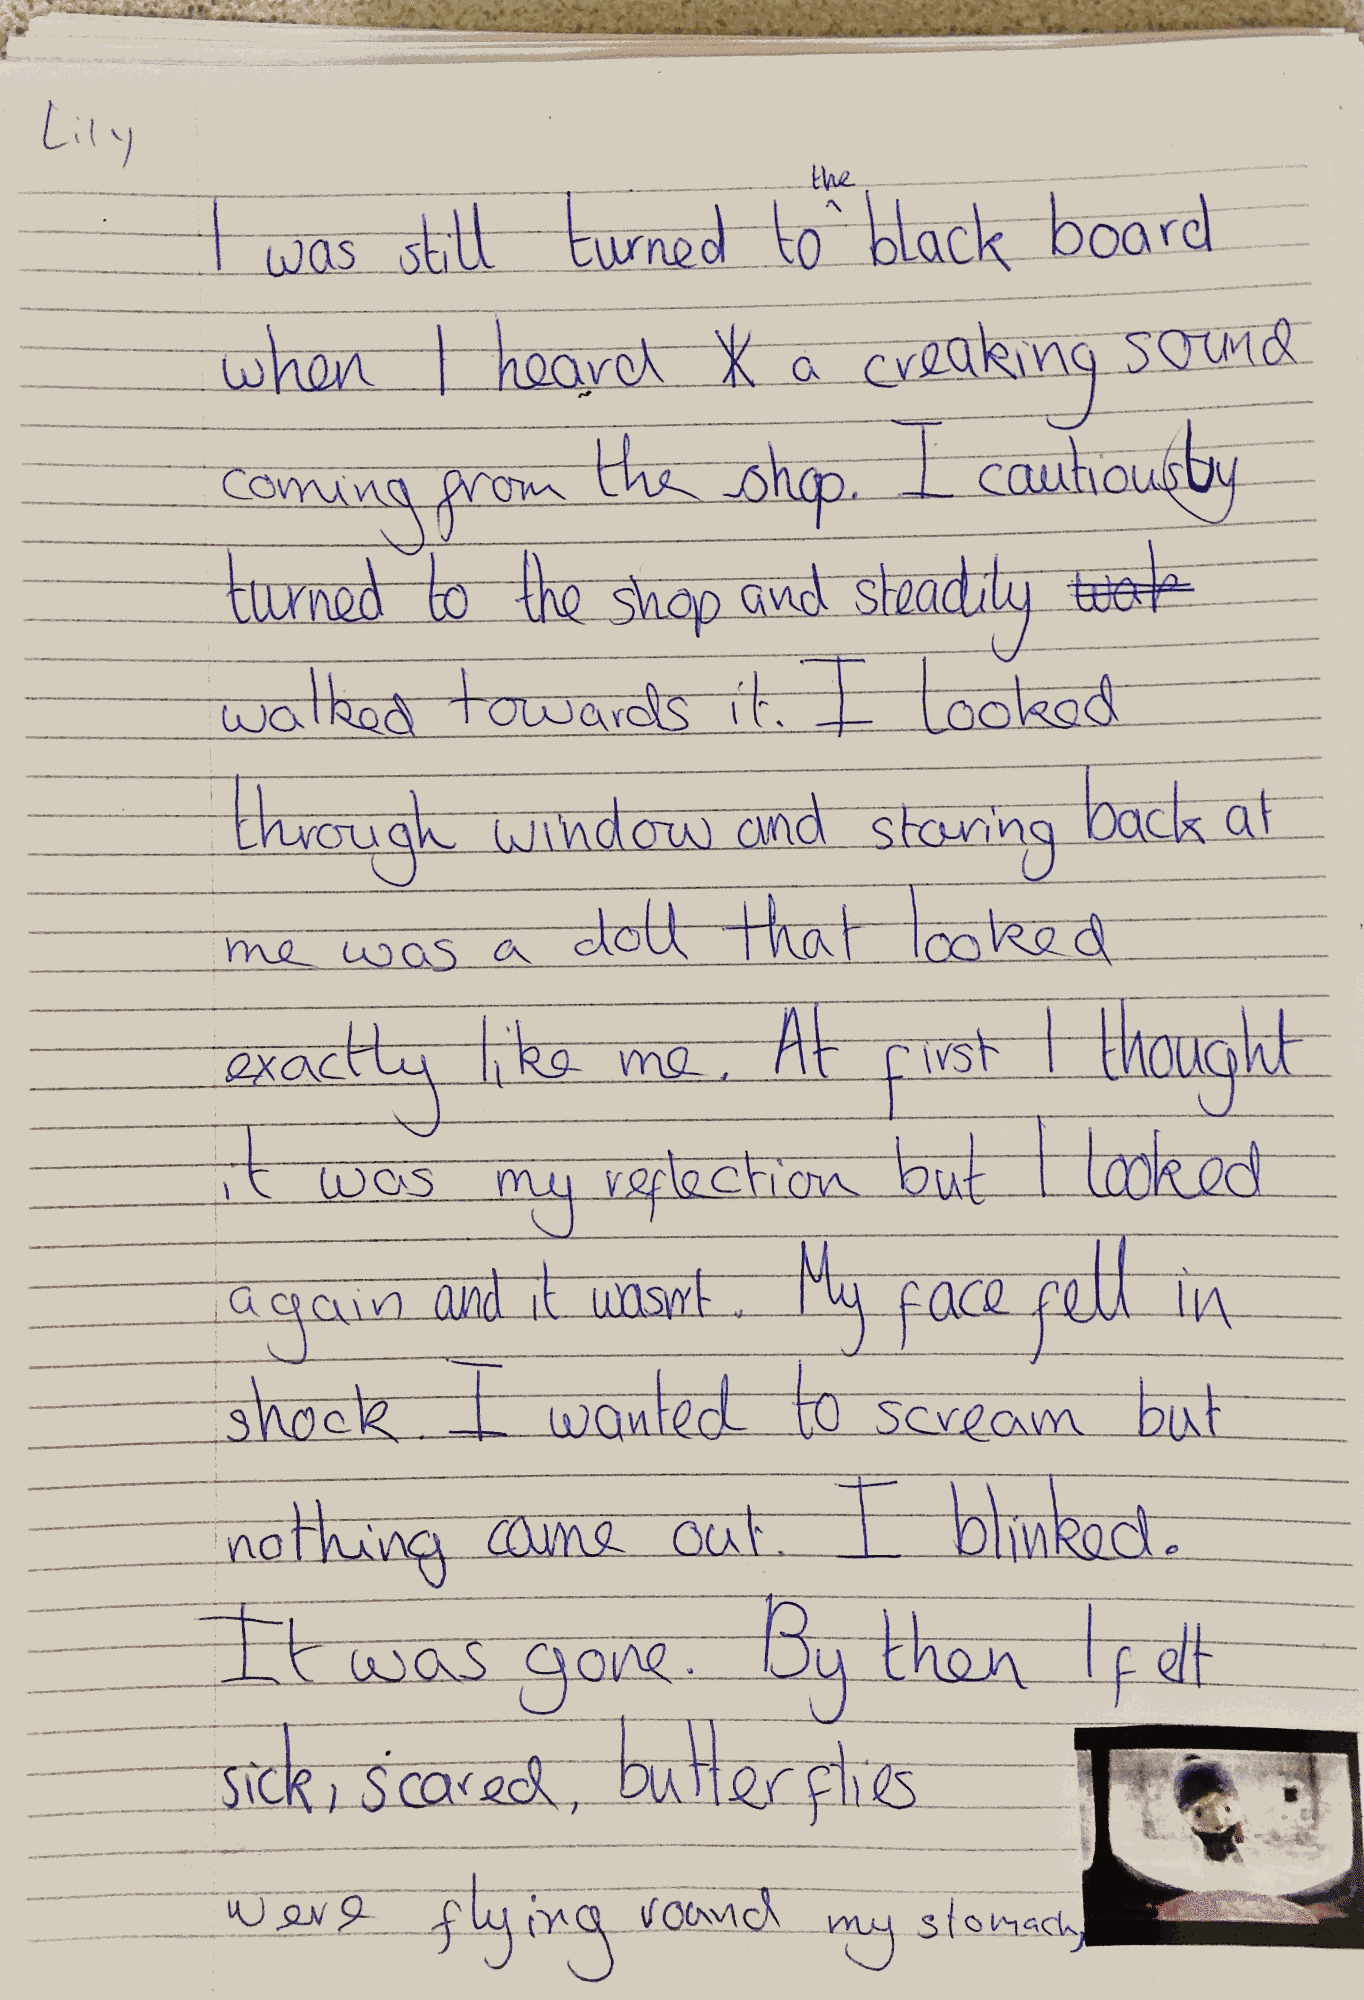 Lily
the
I was still turned to ^ black board
when I heard a creaking sound
coming from the shop. I cautiously
turned to the shop and steadily
walked towards it. I looked
through window and staring back at
me was a doll that looked
exactly like me. At first I thought
it was my reflection but I looked
again and it wasn't. My face fell in
shock. I wanted to scream but
nothing came out. I blinked.
It was gone. By then I felt
sick, scared, butterflies
were flying round my stomach,